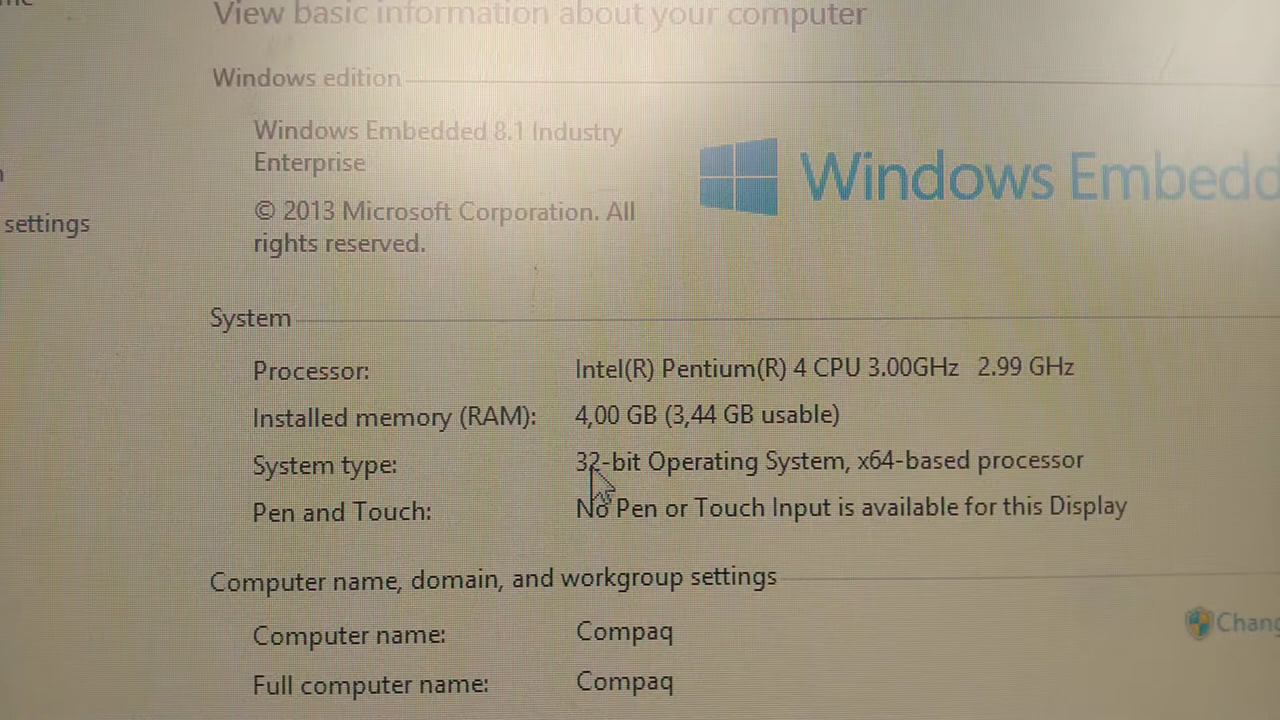 View basic information about your computer
Windows edition
Windows Embedded 8.1 Industry
Enterprise
© 2013 Microsoft Corporation. All
rights reserved.
Windows Embedd
settings
System
Processor: Intel(R) Pentium(R) 4 CPU 3.00GHz 2.99 GHz
Installed memory (RAM): 4,00 GB (3,44 GB usable)
System type: 32-bit Operating System, x64-based processor
Pen and Touch: No Pen or Touch Input is available for this Display
Computer name, domain, and workgroup settings
Computer name: Compaq
Chang
Full computer name: Compaq